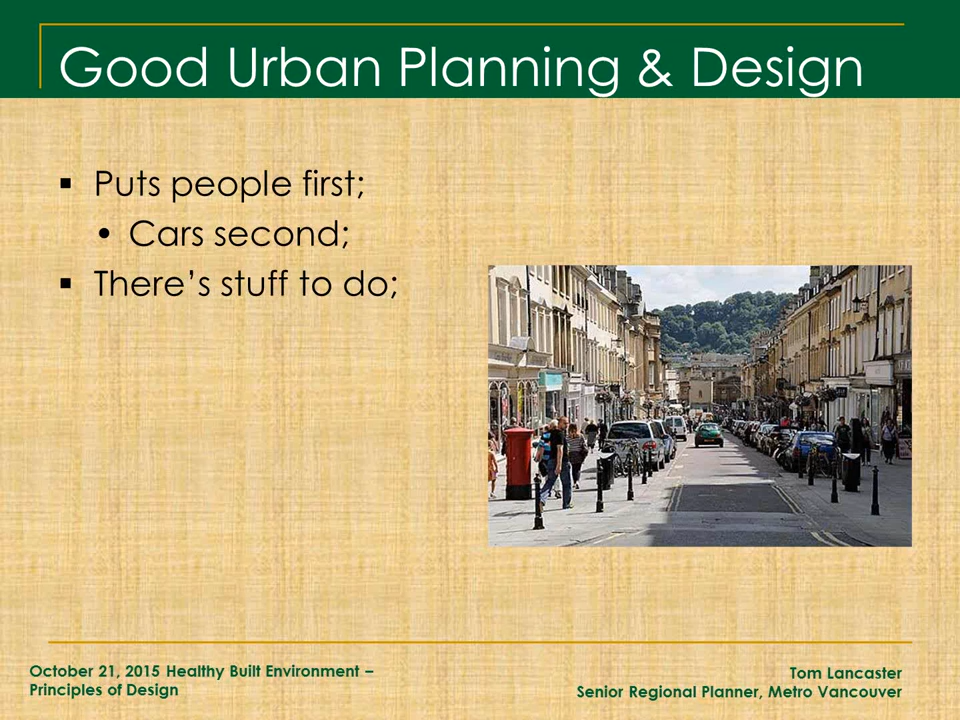 Good Urban Planning & Design
▪ Puts people first;
• Cars second;
▪ There’s stuff to do;
October 21, 2015 Healthy Built Environment –
Principles of Design
Tom Lancaster
Senior Regional Planner, Metro Vancouver